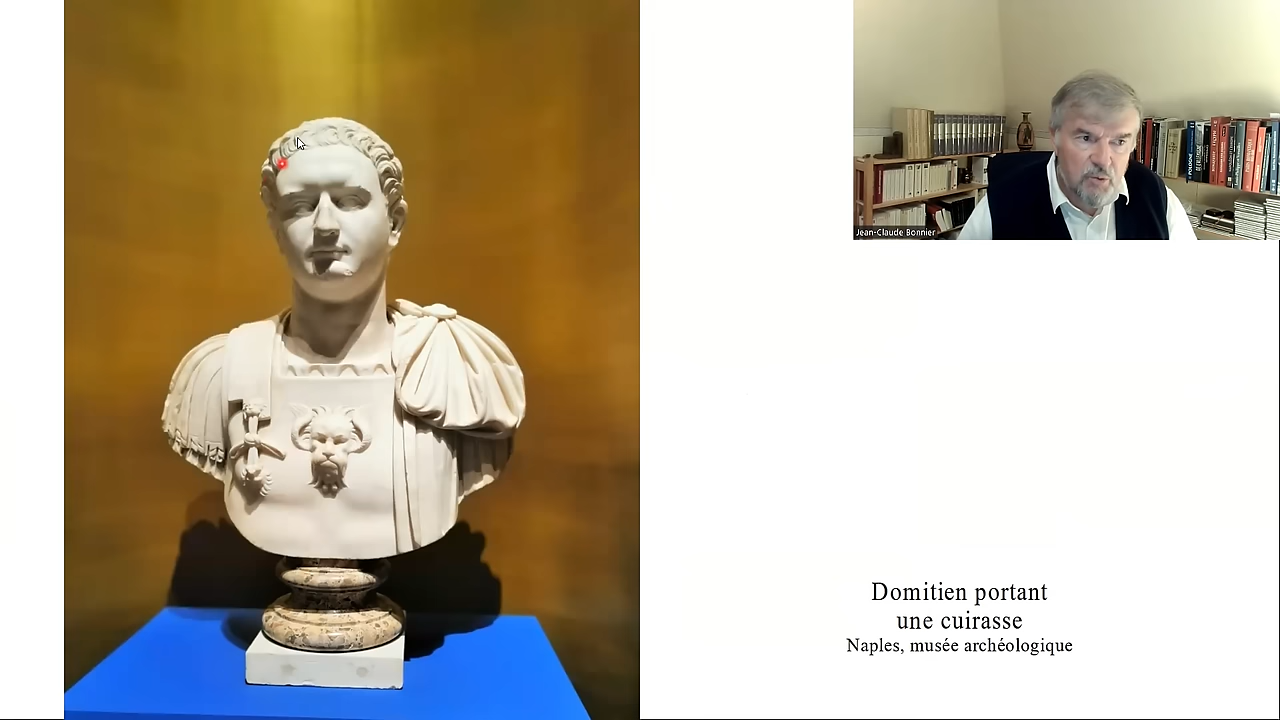 Jean-Claude Bonnier
Domitien portant
une cuirasse
Naples, musée archéologique